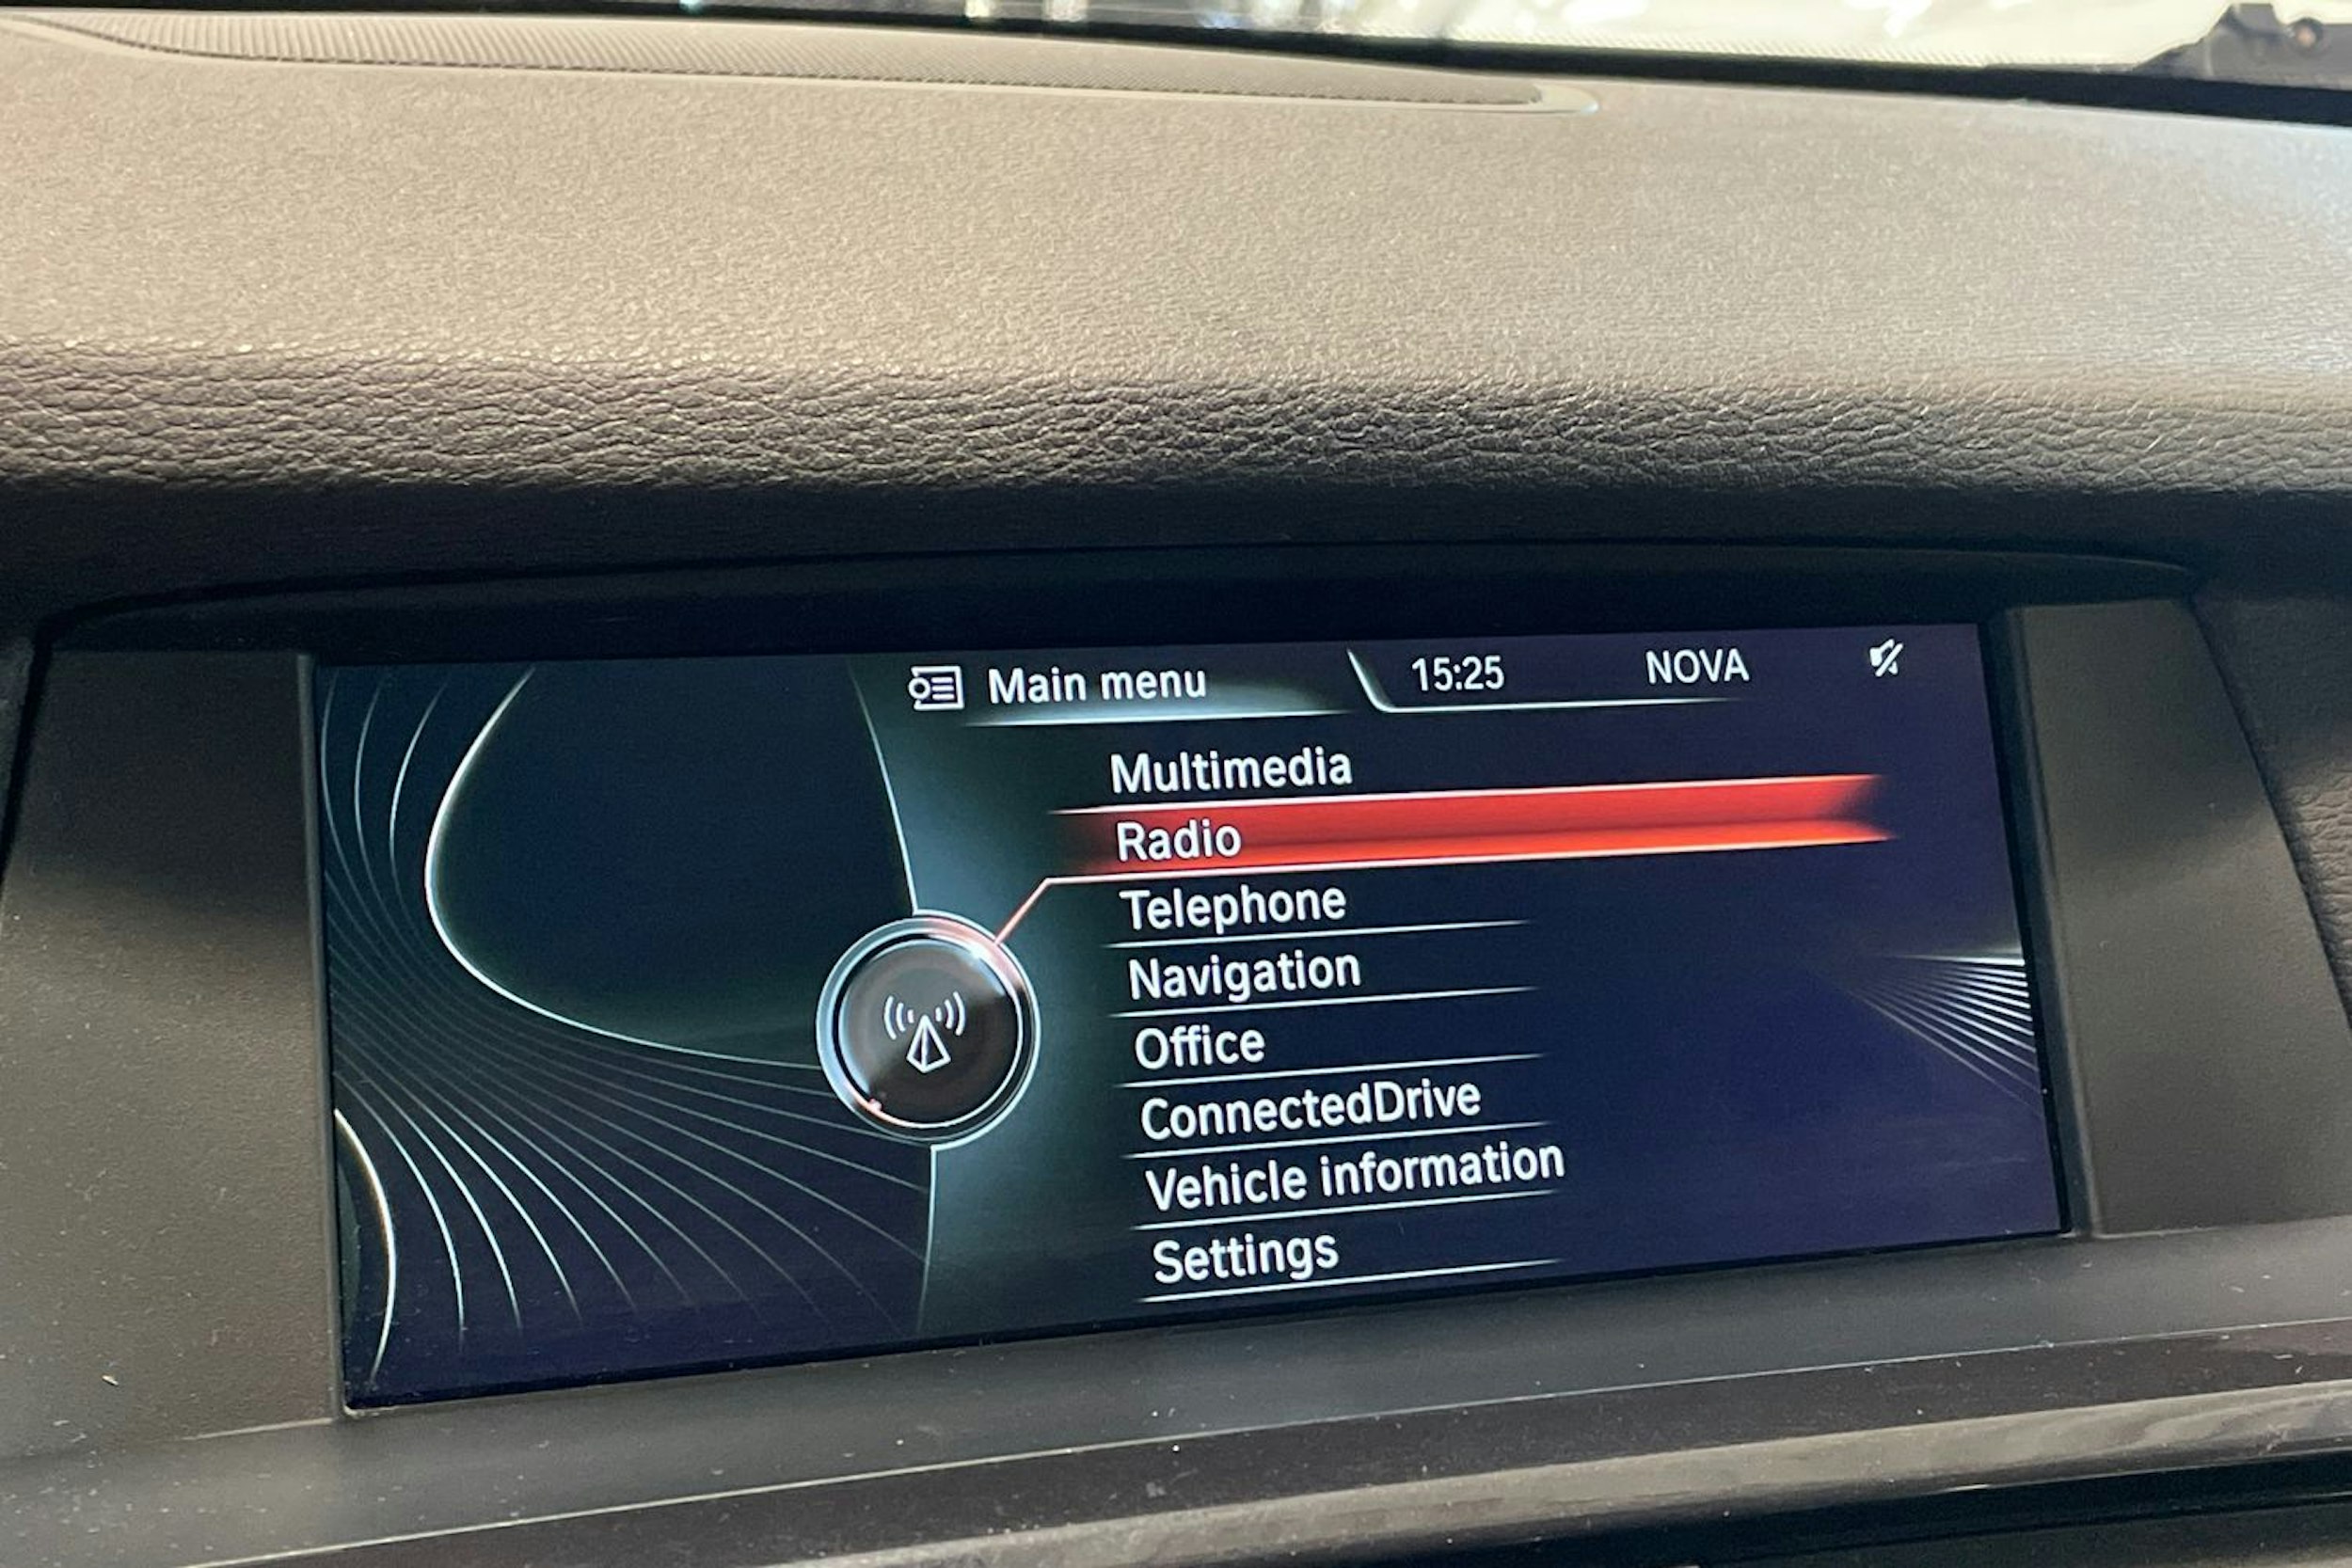 Main menu 15:25 NOVA
Multimedia
Radio
Telephone
Navigation
Office
ConnectedDrive
Vehicle information
Settings